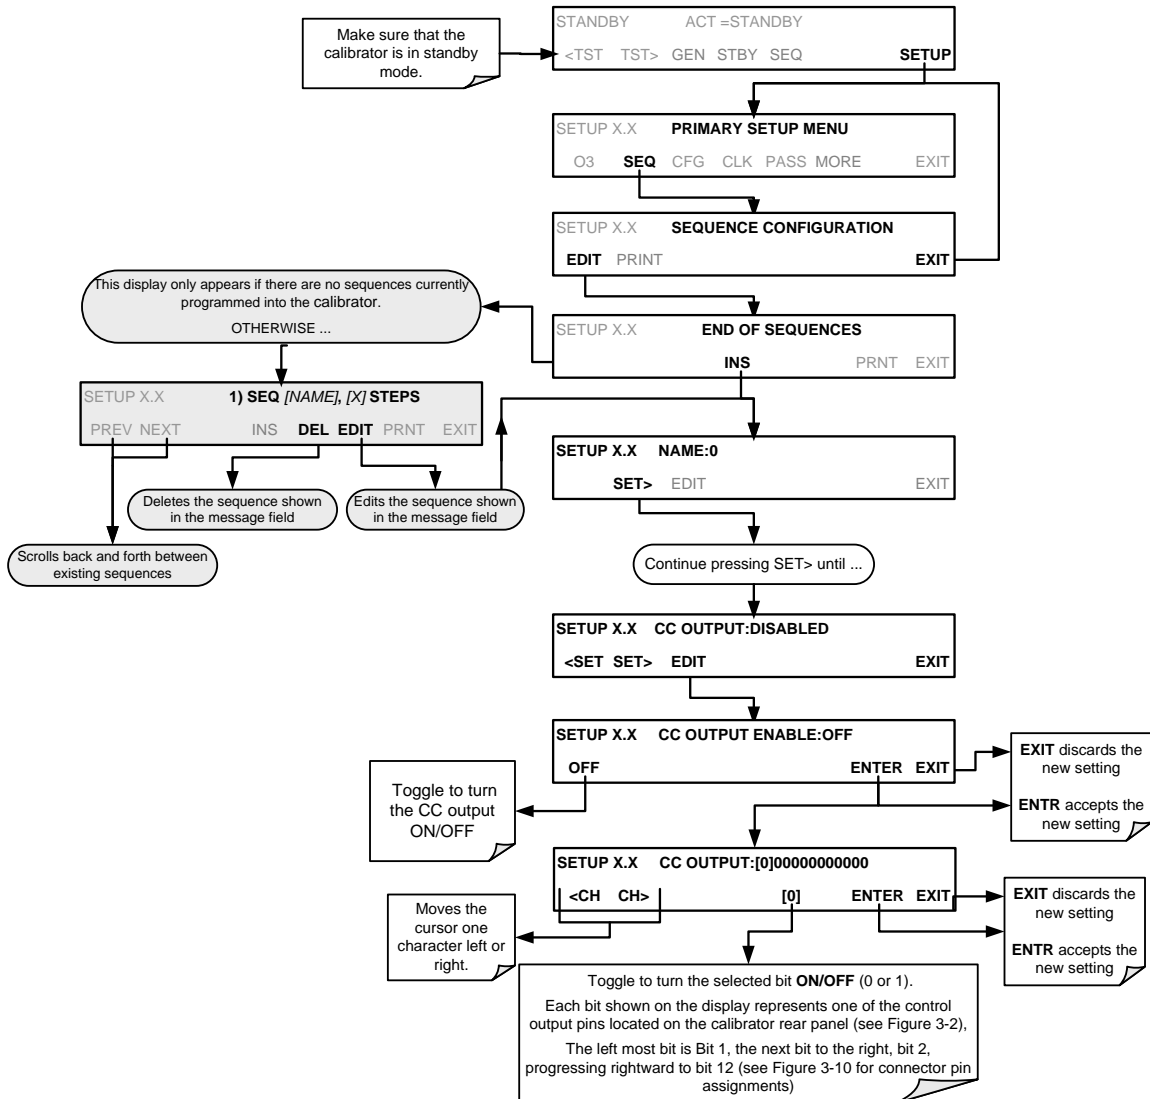 Make sure that the
calibrator is in standby
mode.
STANDBY ACT =STANDBY
<TST TST> GEN STBY SEQ SETUP
SETUP X.X PRIMARY SETUP MENU
O3 SEQ CFG CLK PASS MORE EXIT
SETUP X.X SEQUENCE CONFIGURATION
EDIT PRINT EXIT
This display only appears if there are no sequences currently
programmed into the calibrator.
OTHERWISE ...
SETUP X.X END OF SEQUENCES
INS PRNT EXIT
SETUP X.X 1) SEQ [NAME], [X] STEPS
PREV NEXT INS DEL EDIT PRNT EXIT
Deletes the sequence shown
in the message field
Edits the sequence shown
in the message field
Scrolls back and forth between
existing sequences
SETUP X.X NAME:0
SET> EDIT EXIT
Continue pressing SET> until ...
SETUP X.X CC OUTPUT:DISABLED
<SET SET> EDIT EXIT
SETUP X.X CC OUTPUT ENABLE:OFF
OFF ENTER EXIT
EXIT discards the
new setting
ENTR accepts the
new setting
Toggle to turn
the CC output
ON/OFF
SETUP X.X CC OUTPUT:[0]00000000000
<CH CH> [0] ENTER EXIT
EXIT discards the
new setting
ENTR accepts the
new setting
Moves the
cursor one
character left or
right.
Toggle to turn the selected bit ON/OFF (0 or 1).
Each bit shown on the display represents one of the control
output pins located on the calibrator rear panel (see Figure 3-2),
The left most bit is Bit 1, the next bit to the right, bit 2,
progressing rightward to bit 12 (see Figure 3-10 for connector pin
assignments)